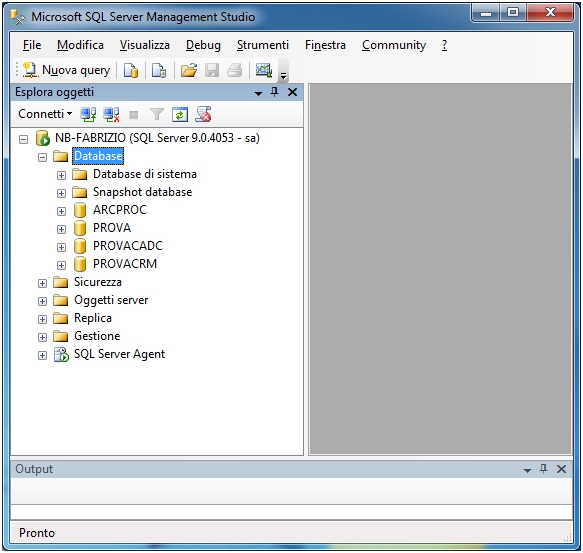 Microsoft SQL Server Management Studio
File Modifica Visualizza Debug Strumenti Finestra Community ?
Nuova query
Esplora oggetti
Connetti
NB-FABRIZIO (SQL Server 9.0.4053 - sa)
Database
Database di sistema
Snapshot database
ARCPROC
PROVA
PROVACADC
PROVACRM
Sicurezza
Oggetti server
Replica
Gestione
SQL Server Agent
Output
Pronto